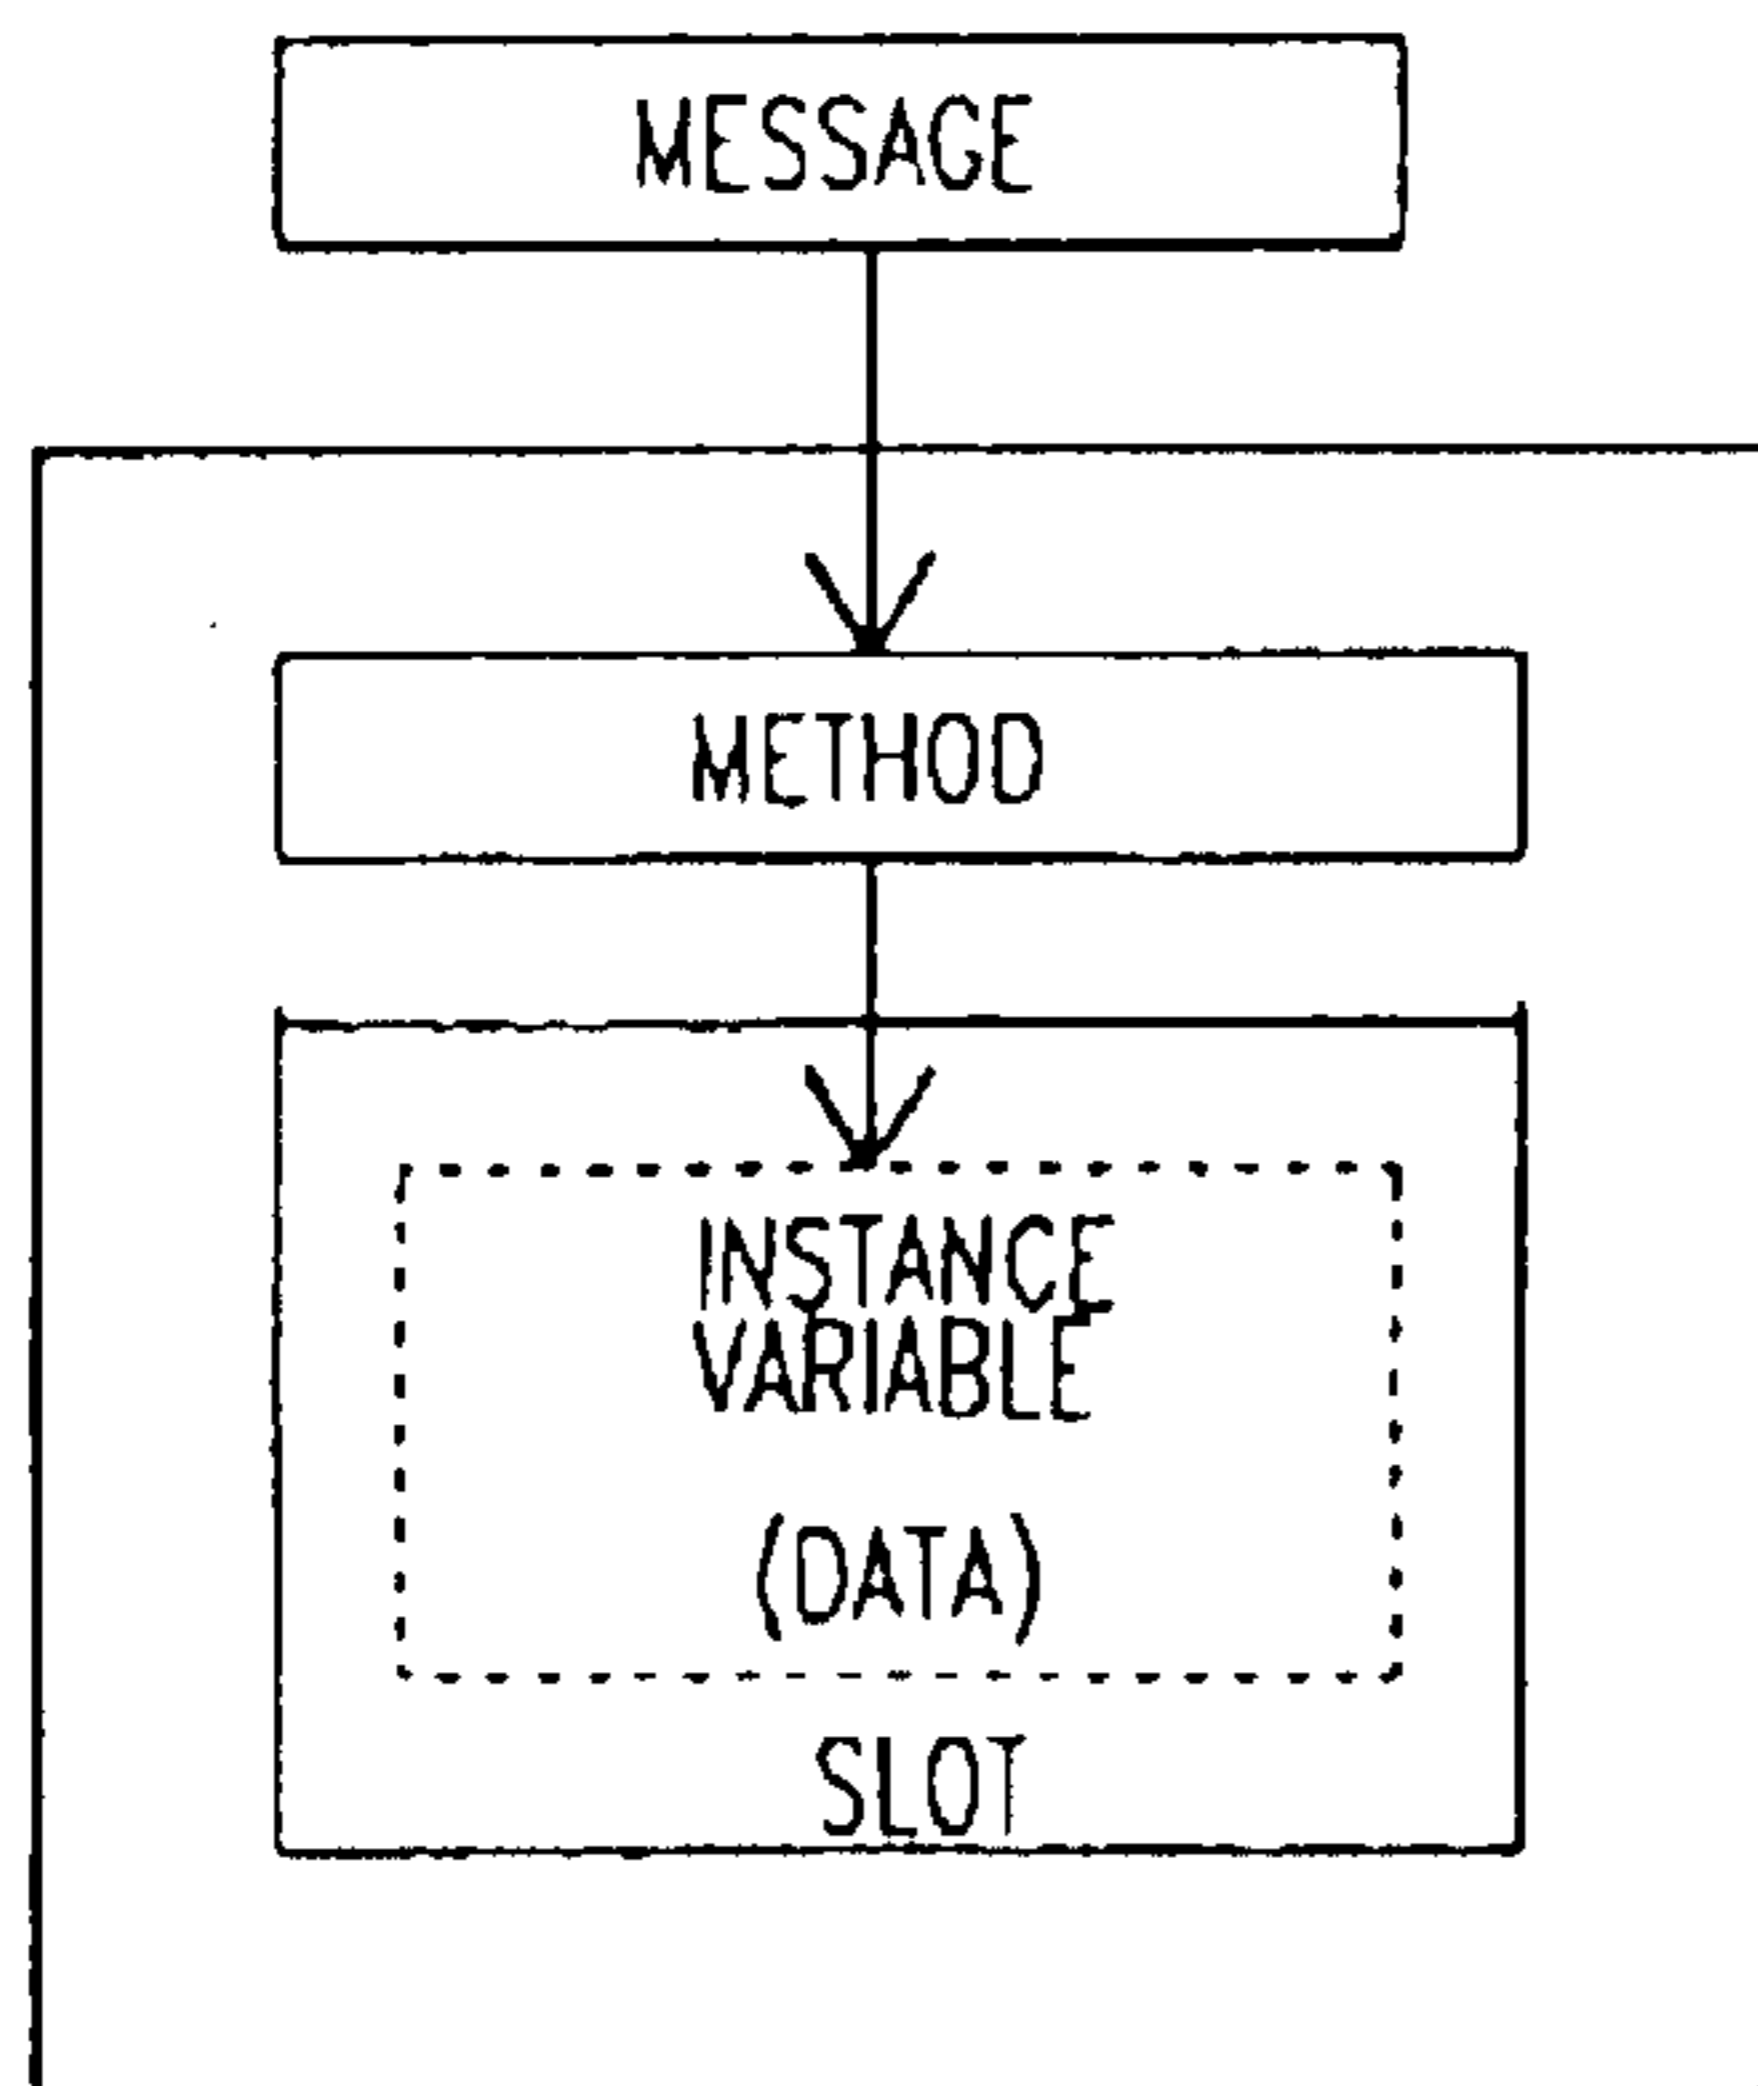 MESSAGE
METHOD
INSTANCE
VARIABLE
(DATA)
SLOT